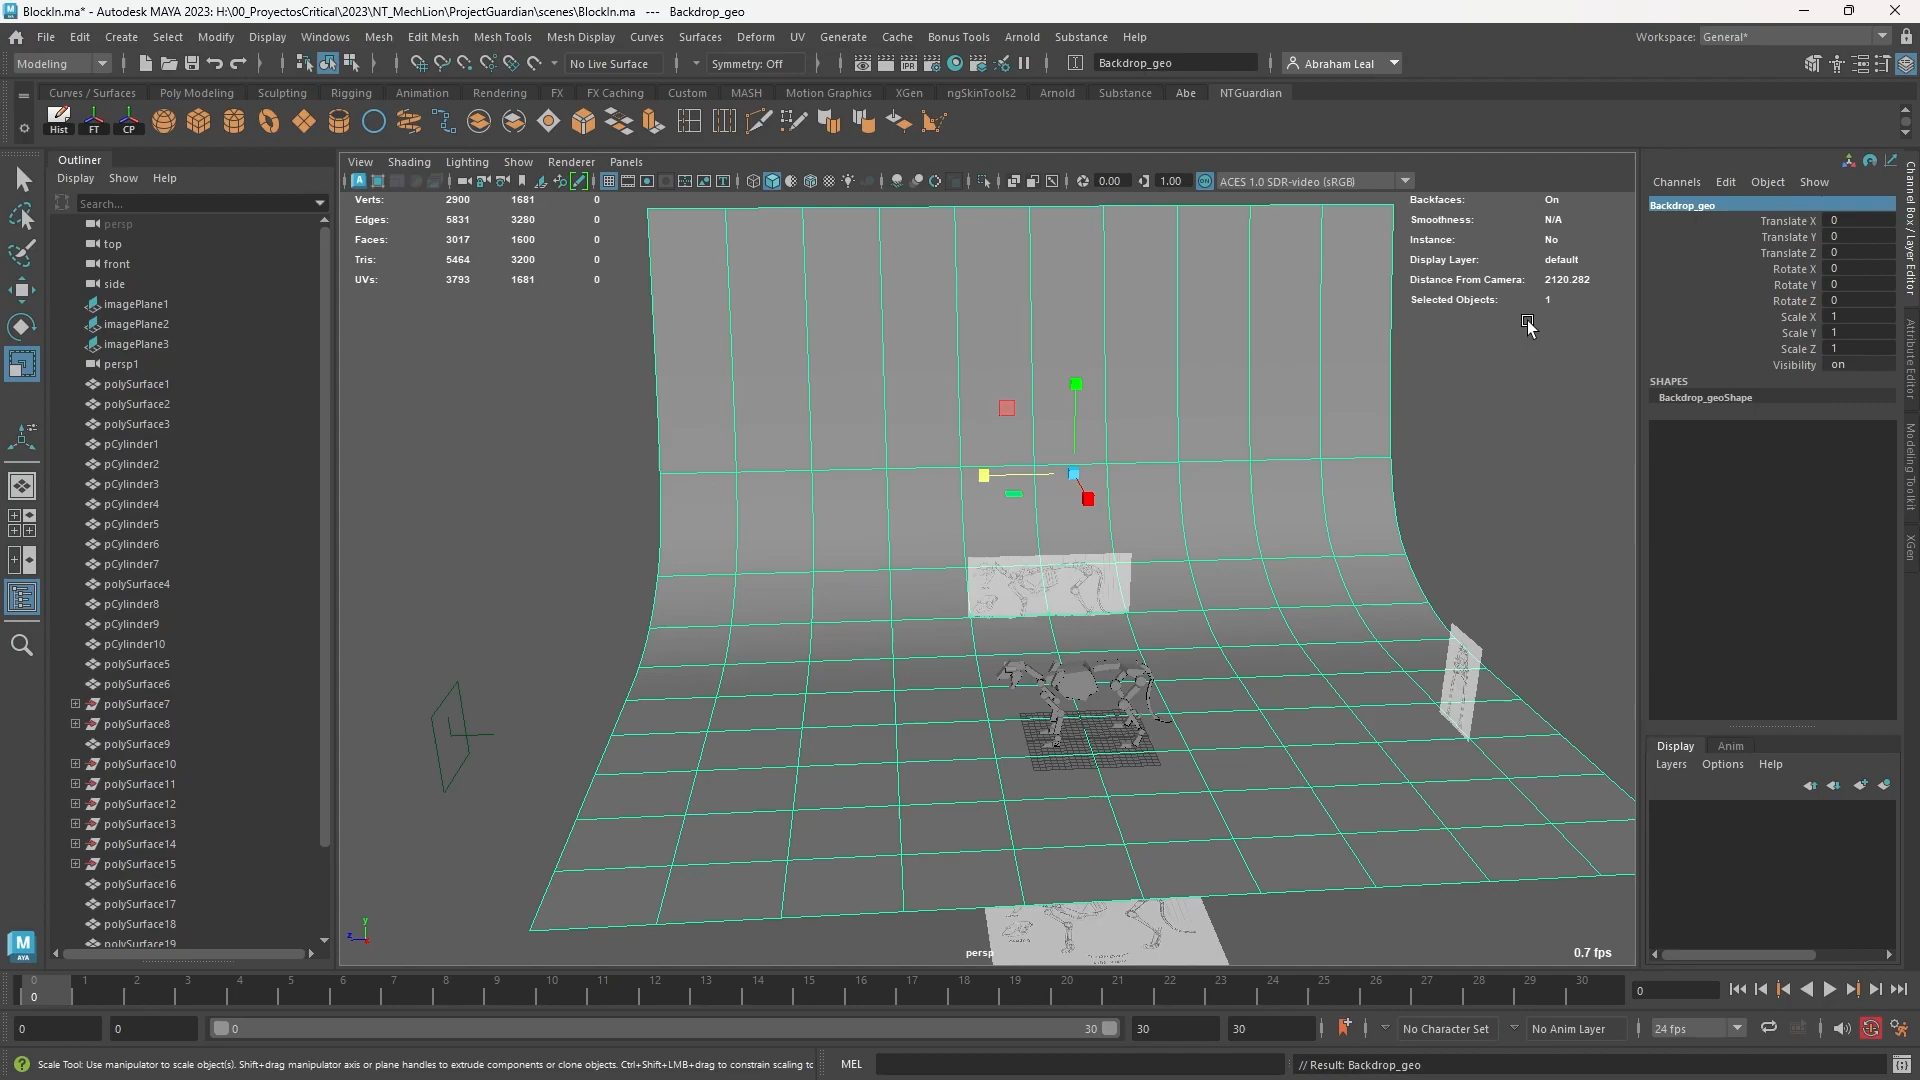 BlockIn.ma* - Autodesk MAYA 2023: H:\00_ProyectosCritical\2023\NT_MechLion\ProjectGuardian\scenes\BlockIn.ma --- Backdrop_geo
File Edit Create Select Modify Display Windows Mesh Edit Mesh Mesh Tools Mesh Display Curves Surfaces Deform UV Generate Cache Bonus Tools Arnold Substance Help
Workspace: General*
Modeling No Live Surface Symmetry: Off IPR Backdrop_geo Abraham Leal
Curves / Surfaces Poly Modeling Sculpting Rigging Animation Rendering FX FX Caching Custom MASH Motion Graphics XGen ngSkinTools2 Arnold Substance Abe NTGuardian
Hist FT CP
Outliner
Display Show Help
Search...
persp
top
front
side
imagePlane1
imagePlane2
imagePlane3
persp1
polySurface1
polySurface2
polySurface3
pCylinder1
pCylinder2
pCylinder3
pCylinder4
pCylinder5
pCylinder6
pCylinder7
polySurface4
pCylinder8
pCylinder9
pCylinder10
polySurface5
polySurface6
polySurface7
polySurface8
polySurface9
polySurface10
polySurface11
polySurface12
polySurface13
polySurface14
polySurface15
polySurface16
polySurface17
polySurface18
polySurface19
View Shading Lighting Show Renderer Panels
0.00 1.00 ACES 1.0 SDR-video (sRGB)
Verts: 2900 1681 0
Edges: 5831 3280 0
Faces: 3017 1600 0
Tris: 5464 3200 0
UVs: 3793 1681 0
Backfaces: On
Smoothness: N/A
Instance: No
Display Layer: default
Distance From Camera: 2120.282
Selected Objects: 1
y
z
persp
0.7 fps
Channels Edit Object Show
Backdrop_geo
Translate X 0
Translate Y 0
Translate Z 0
Rotate X 0
Rotate Y 0
Rotate Z 0
Scale X 1
Scale Y 1
Scale Z 1
Visibility on
SHAPES
Backdrop_geoShape
Display Anim
Layers Options Help
Channel Box / Layer Editor
Attribute Editor
Modeling Toolkit
XGen
MAYA
0 1 2 3 4 5 6 7 8 9 10 11 12 13 14 15 16 17 18 19 20 21 22 23 24 25 26 27 28 29 30
0
0
0 0 0 30 30 30 No Character Set No Anim Layer 24 fps
Scale Tool: Use manipulator to scale object(s). Shift+drag manipulator axis or plane handles to extrude components or clone objects. Ctrl+Shift+LMB+drag to constrain scaling to
MEL
// Result: Backdrop_geo